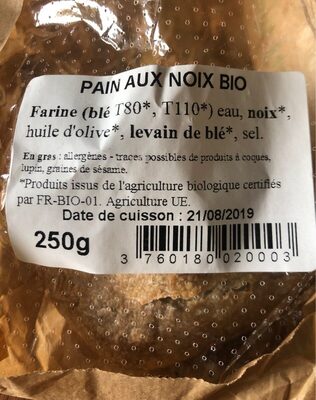 PAIN AUX NOIX BIO
Farine (blé T80*, T110*) eau, noix*,
huile d'olive*, levain de blé*, sel.
En gras : allergènes - traces possibles de produits à coques,
lupin, graines de sésame.
*Produits issus de l'agriculture biologique certifiés
par FR-BIO-01. Agriculture UE.
Date de cuisson : 21/08/2019
250g
3 760180 020003